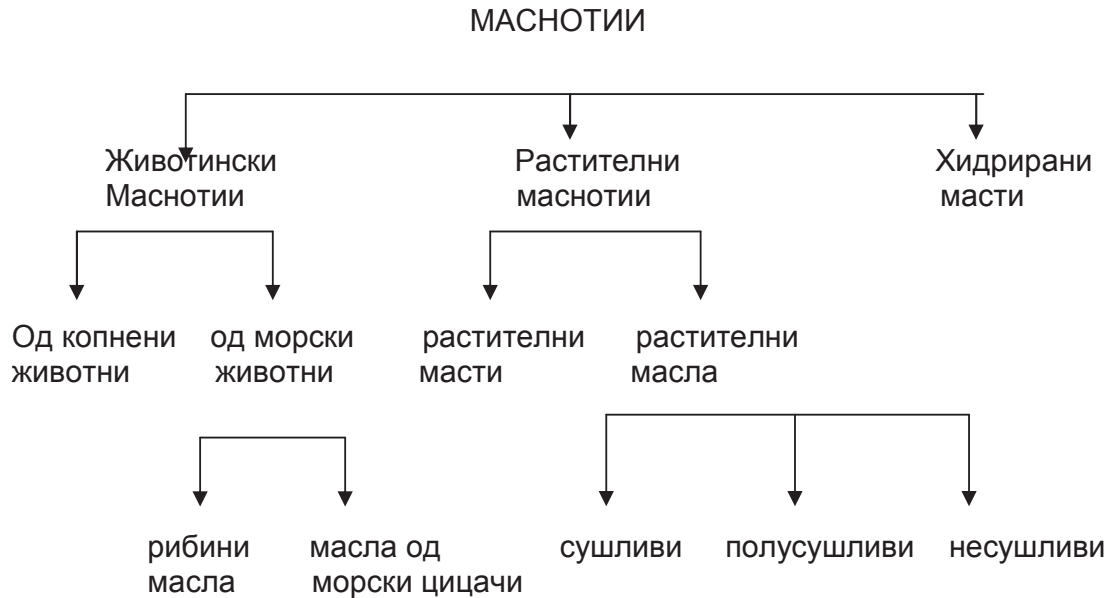 МАСНОТИИ
Животински Растителни Хидрирани
Маснотии маснотии масти
Од копнени од морски растителни растителни
животни животни масти масла
сушливи полусушливи несушливи
рибини масла од
масла морски цицачи